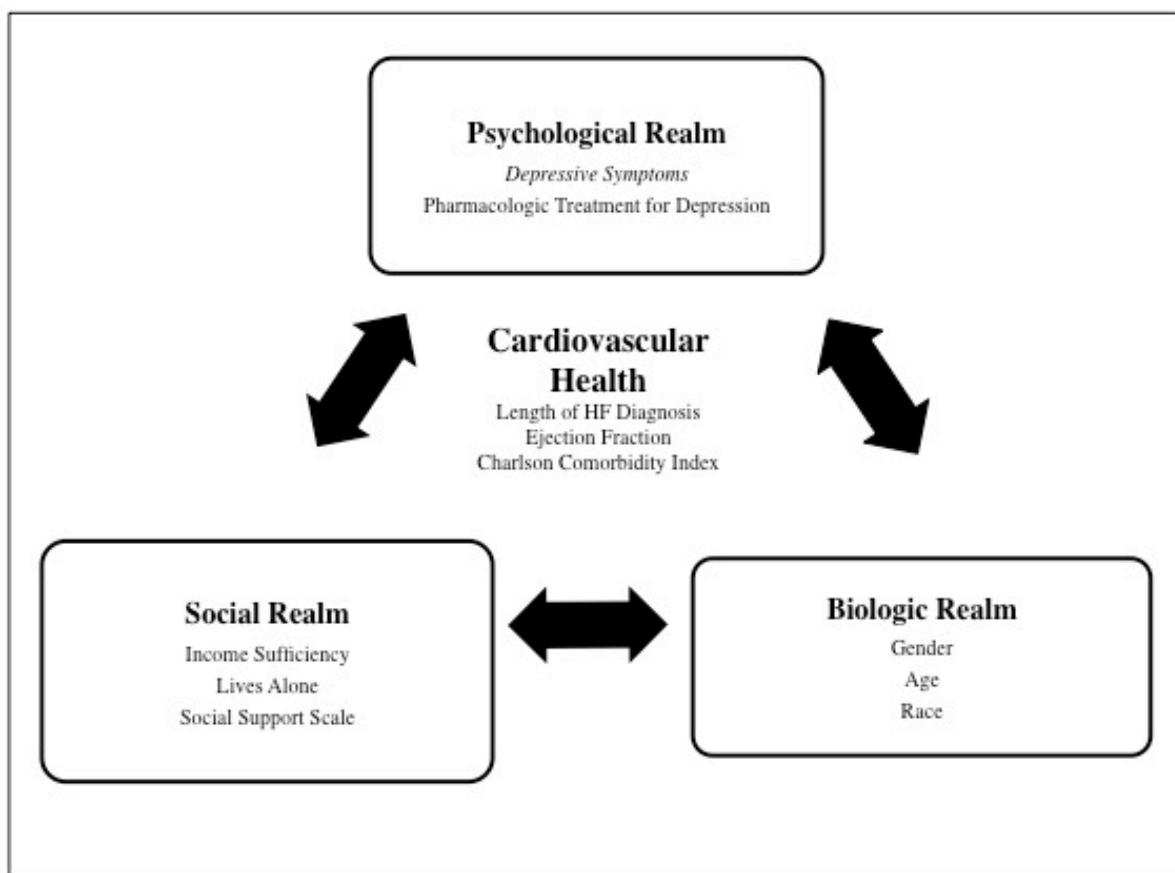 Psychological Realm
Depressive Symptoms
Pharmacologic Treatment for Depression
Cardiovascular
Health
Length of HF Diagnosis
Ejection Fraction
Charlson Comorbidity Index
Social Realm
Income Sufficiency
Lives Alone
Social Support Scale
Biologic Realm
Gender
Age
Race